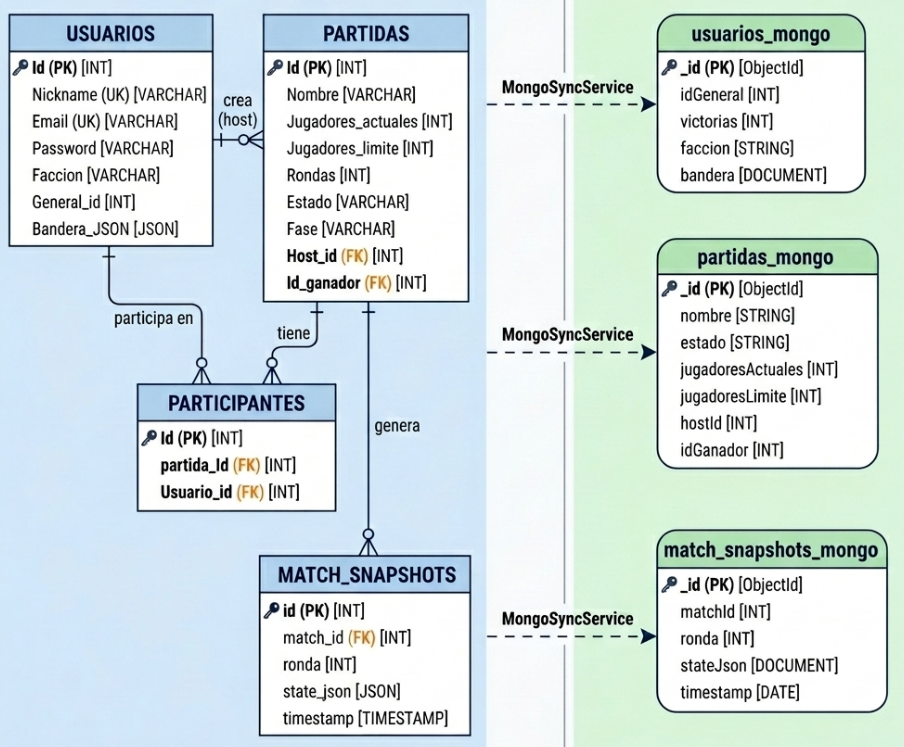 USUARIOS
Id (PK) [INT]
Nickname (UK) [VARCHAR]
Email (UK) [VARCHAR]
Password [VARCHAR]
Faccion [VARCHAR]
General_id [INT]
Bandera_JSON [JSON]
crea
(host)
PARTIDAS
Id (PK) [INT]
Nombre [VARCHAR]
Jugadores_actuales [INT]
Jugadores_limite [INT]
Rondas [INT]
Estado [VARCHAR]
Fase [VARCHAR]
Host_id (FK) [INT]
Id_ganador (FK) [INT]
participa en
tiene
genera
PARTICIPANTES
Id (PK) [INT]
partida_Id (FK) [INT]
Usuario_id (FK) [INT]
MATCH_SNAPSHOTS
id (PK) [INT]
match_id (FK) [INT]
ronda [INT]
state_json [JSON]
timestamp [TIMESTAMP]
MongoSyncService
usuarios_mongo
_id (PK) [ObjectId]
idGeneral [INT]
victorias [INT]
faccion [STRING]
bandera [DOCUMENT]
MongoSyncService
partidas_mongo
_id (PK) [ObjectId]
nombre [STRING]
estado [STRING]
jugadoresActuales [INT]
jugadoresLimite [INT]
hostId [INT]
idGanador [INT]
MongoSyncService
match_snapshots_mongo
_id (PK) [ObjectId]
matchId [INT]
ronda [INT]
stateJson [DOCUMENT]
timestamp [DATE]